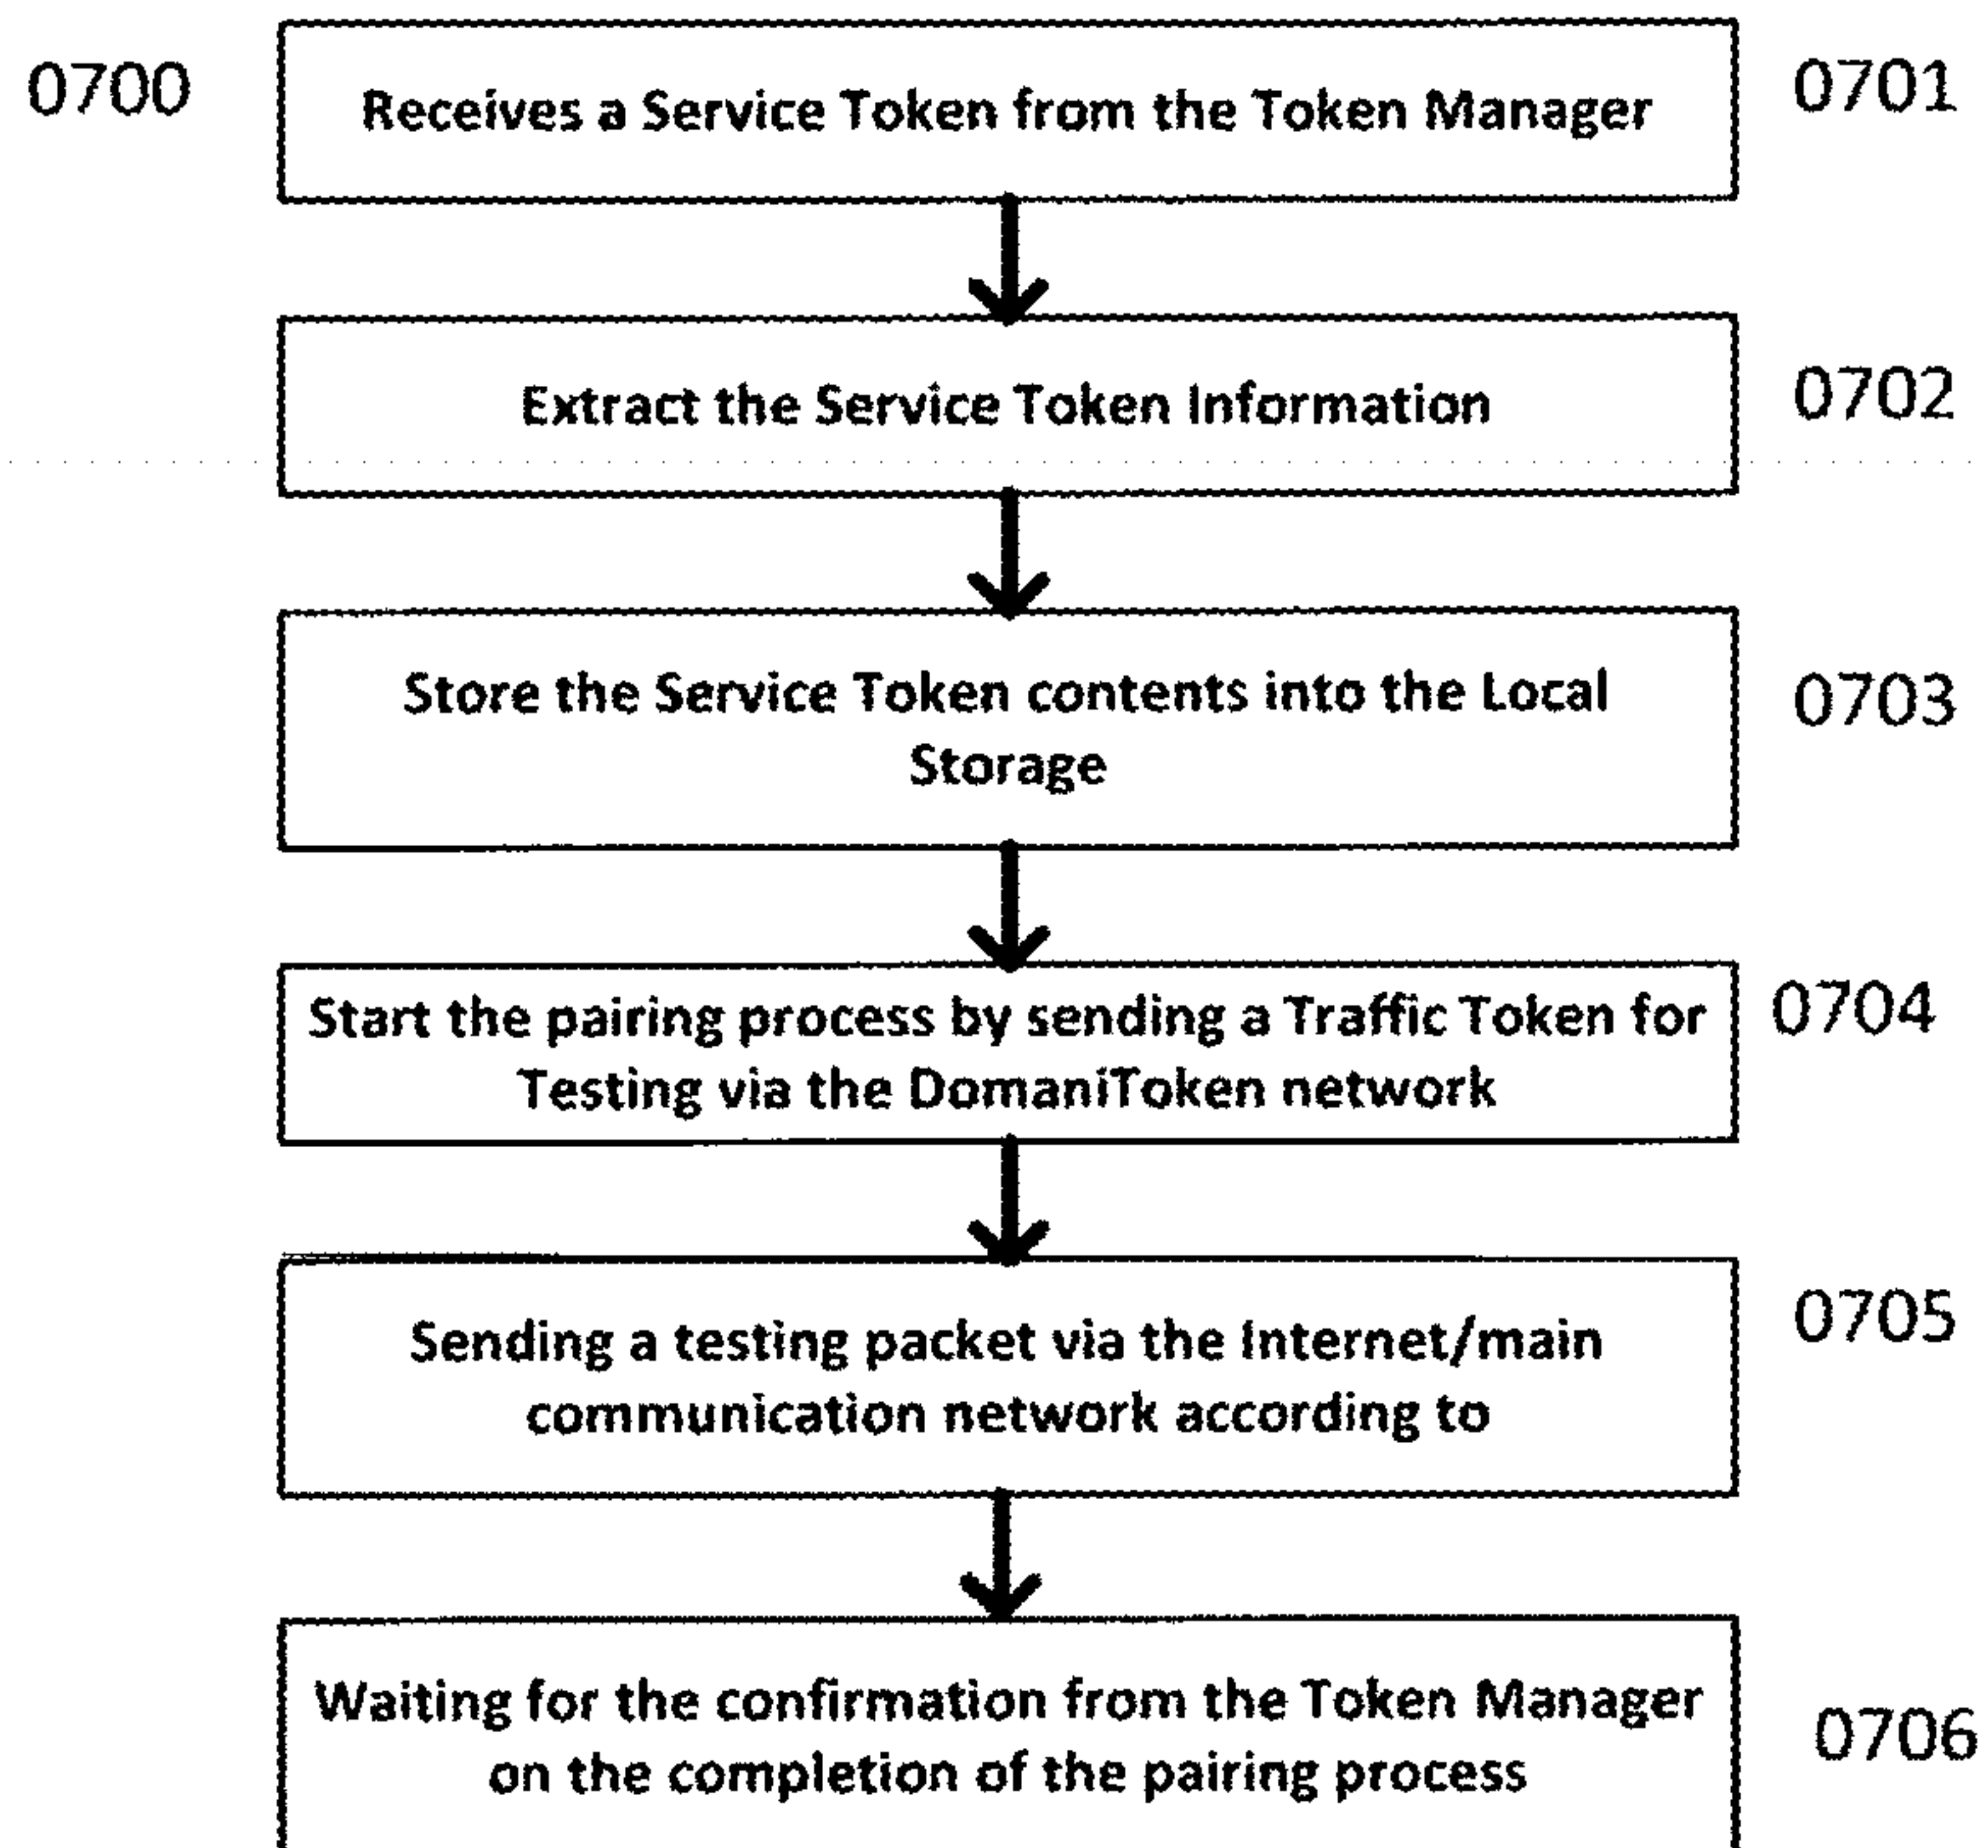 0700
Receives a Service Token from the Token Manager
0701
Extract the Service Token Information
0702
Store the Service Token contents into the Local
Storage
0703
Start the pairing process by sending a Traffic Token for
Testing via the DomaniToken network
0704
Sending a testing packet via the Internet/main
communication network according to
0705
Waiting for the confirmation from the Token Manager
on the completion of the pairing process
0706